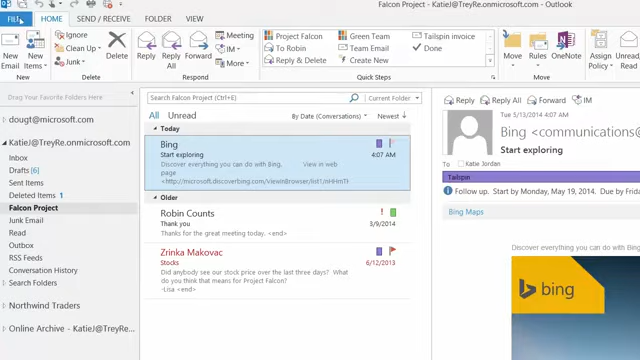 Falcon Project - KatieJ@TreyRe.onmicrosoft.com - Outlook
FILE HOME SEND / RECEIVE FOLDER VIEW
New Email
New Items
Ignore
Clean Up
Junk
Delete
Reply
Reply All
Forward
Meeting
IM
More
Respond
Project Falcon
To Robin
Reply & Delete
Green Team
Team Email
Create New
Tailspin invoice
Done
Quick Steps
Move
Rules
OneNote
Move
Assign Policy
Unread/ Read
Drag Your Favorite Folders Here
dougt@microsoft.com
KatieJ@TreyRe.onmicrosoft.com
Inbox
Drafts [6]
Sent Items
Deleted Items 1
Falcon Project
Junk Email
Read
Outbox
RSS Feeds
Conversation History
Search Folders
Northwind Traders
Online Archive - KatieJ@TreyRe...
Search Falcon Project (Ctrl+E)
Current Folder
All Unread
By Date (Conversations) Newest
Today
Bing
Start exploring 4:07 AM
Discover everything you can do with Bing. View in web
page
Older
Robin Counts
Thank you 3/9/2014
Thanks for the great meeting today. <end>
Zrinka Makovac
Stocks 6/12/2013
Did anybody see our stock price over the last three days? What
do you think that means for Project Falcon?
-Lisa <end>
Reply Reply All Forward IM
Tue 5/13/2014 4:07 AM
Bing <communications@
Start exploring
To Katie Jordan
Tailspin
Follow up. Start by Monday, May 19, 2014. Due by Frida
Bing Maps
Discover everything you can do with Bing.
bing